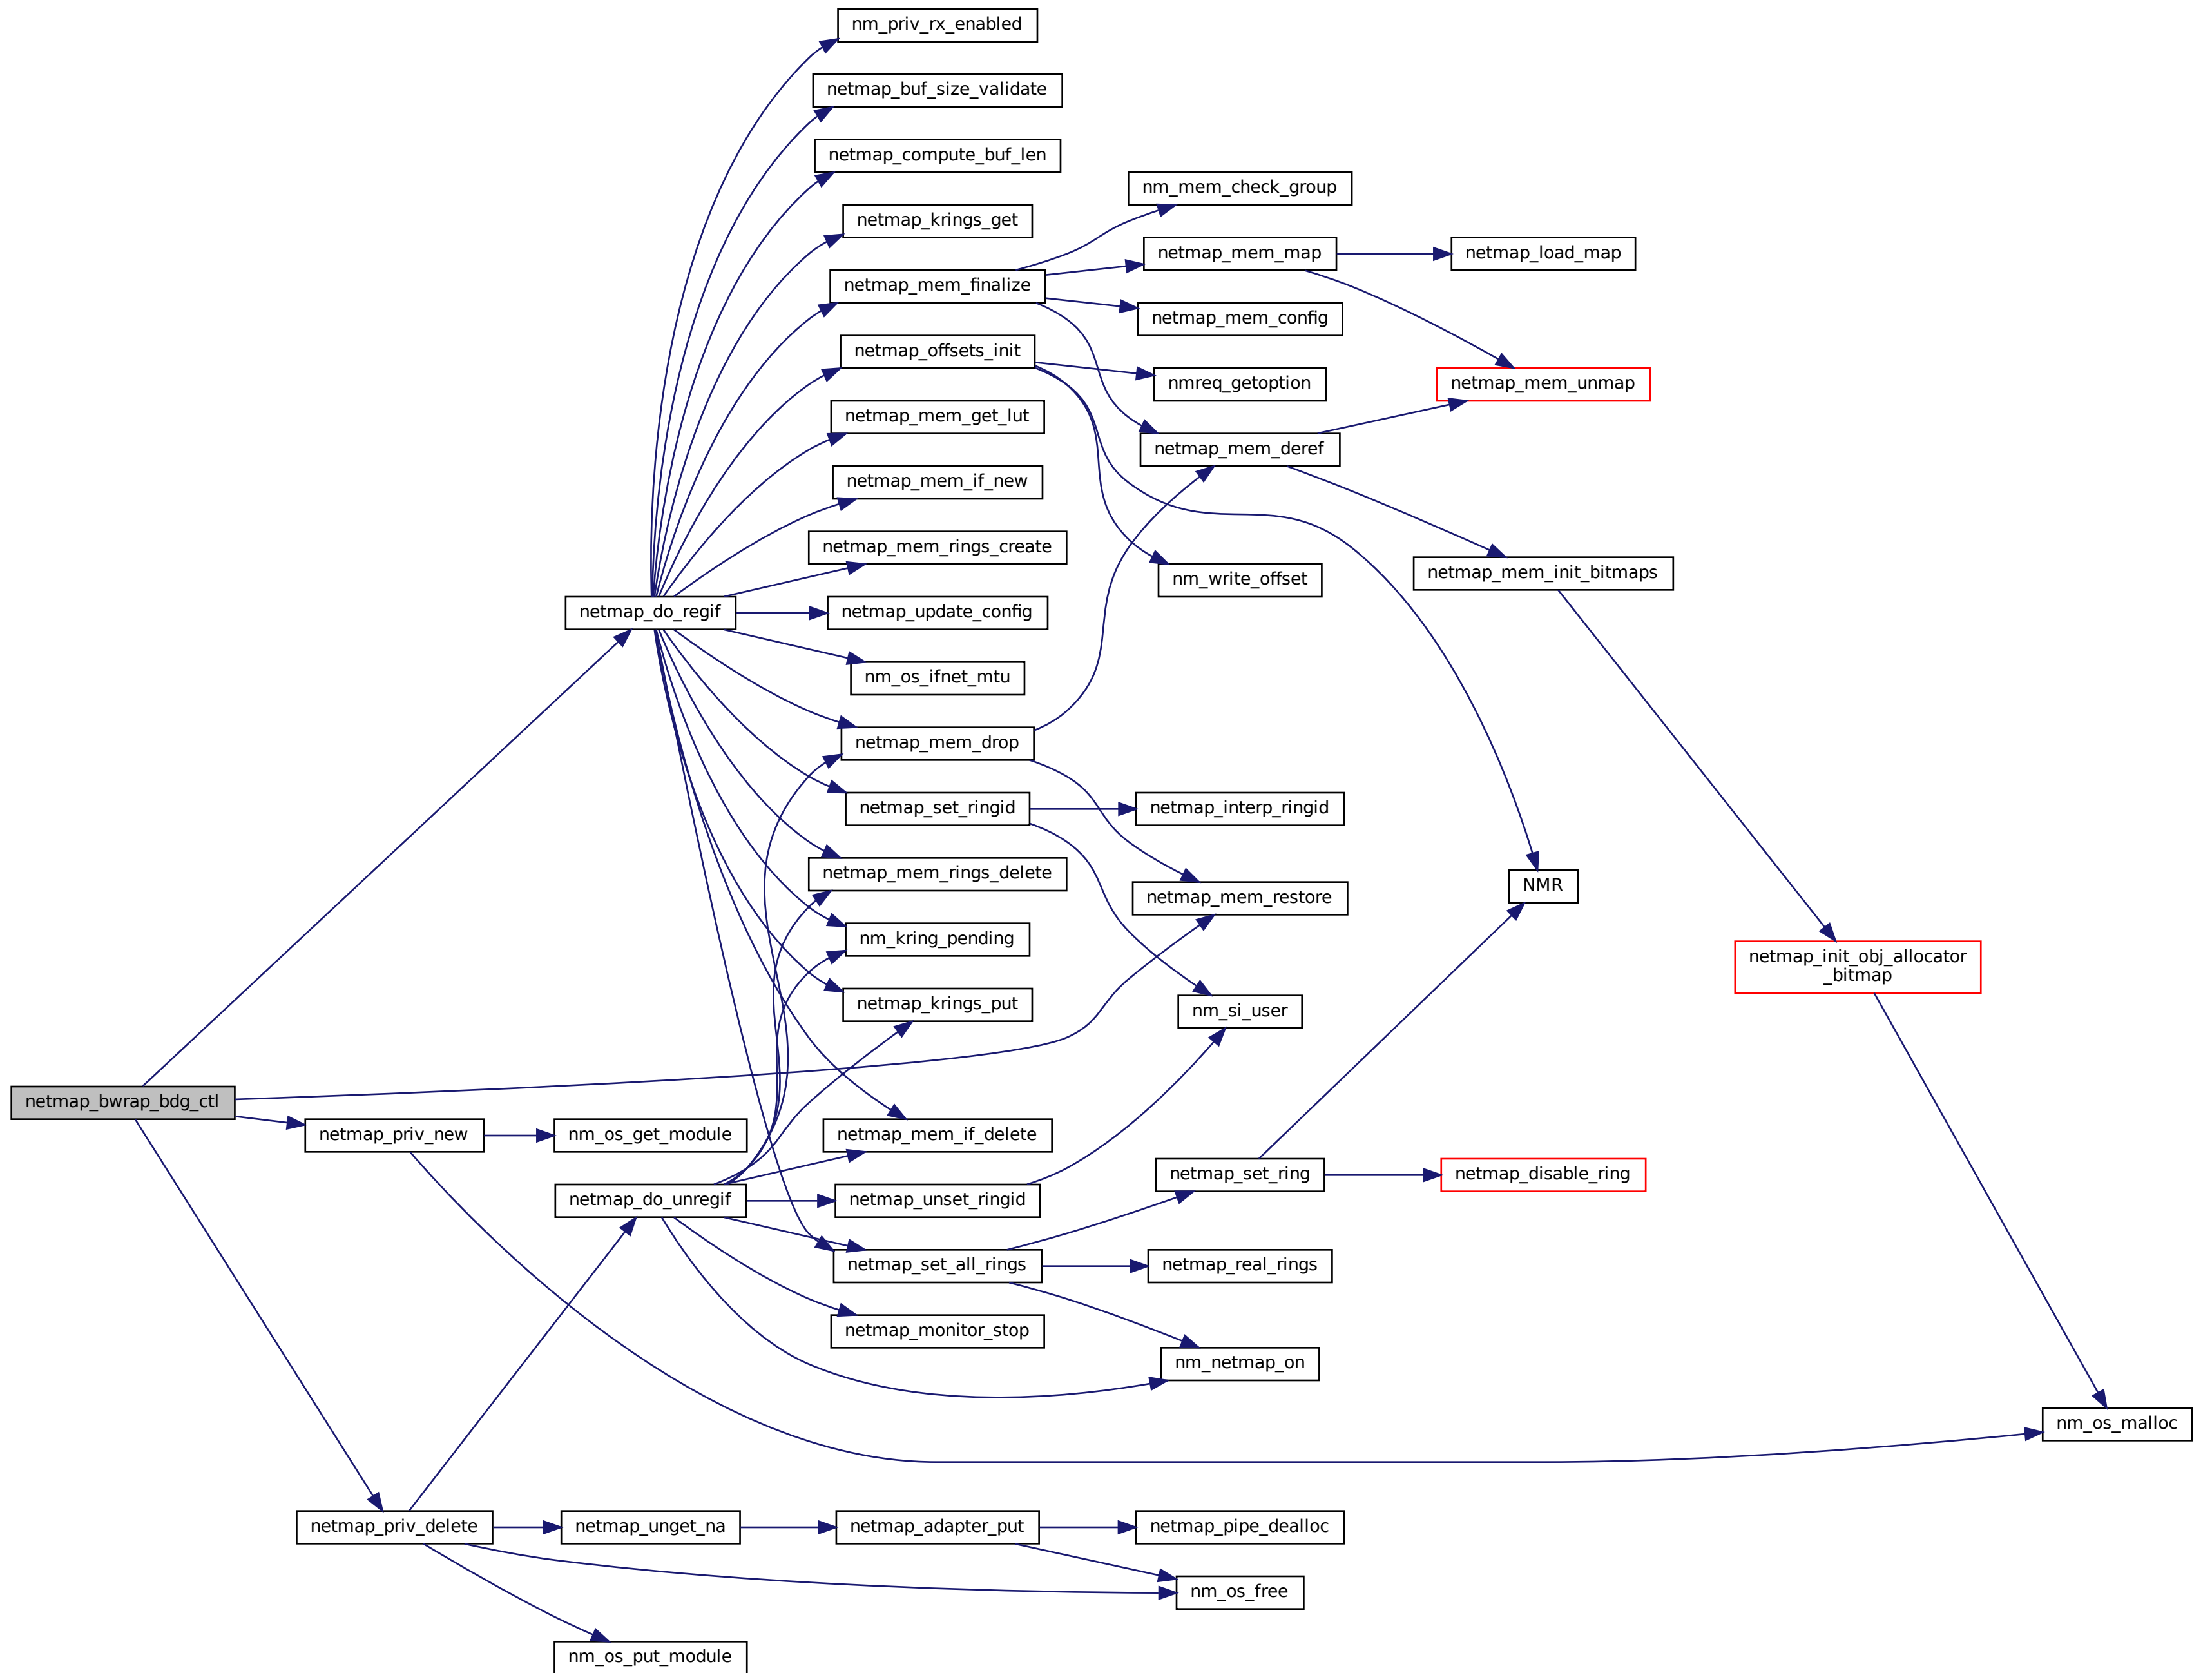 nm_priv_rx_enabled
netmap_buf_size_validate
netmap_compute_buf_len
nm_mem_check_group
netmap_krings_get
netmap_mem_map
netmap_load_map
netmap_mem_finalize
netmap_mem_config
netmap_offsets_init
nmreq_getoption
netmap_mem_unmap
netmap_mem_get_lut
netmap_mem_deref
netmap_mem_if_new
netmap_mem_rings_create
netmap_mem_init_bitmaps
nm_write_offset
netmap_do_regif
netmap_update_config
nm_os_ifnet_mtu
netmap_mem_drop
netmap_set_ringid
netmap_interp_ringid
netmap_mem_rings_delete
NMR
netmap_mem_restore
nm_kring_pending
netmap_init_obj_allocator
_bitmap
netmap_krings_put
nm_si_user
netmap_bwrap_bdg_ctl
netmap_priv_new
nm_os_get_module
netmap_mem_if_delete
netmap_set_ring
netmap_disable_ring
netmap_do_unregif
netmap_unset_ringid
netmap_set_all_rings
netmap_real_rings
netmap_monitor_stop
nm_netmap_on
nm_os_malloc
netmap_priv_delete
netmap_unget_na
netmap_adapter_put
netmap_pipe_dealloc
nm_os_free
nm_os_put_module